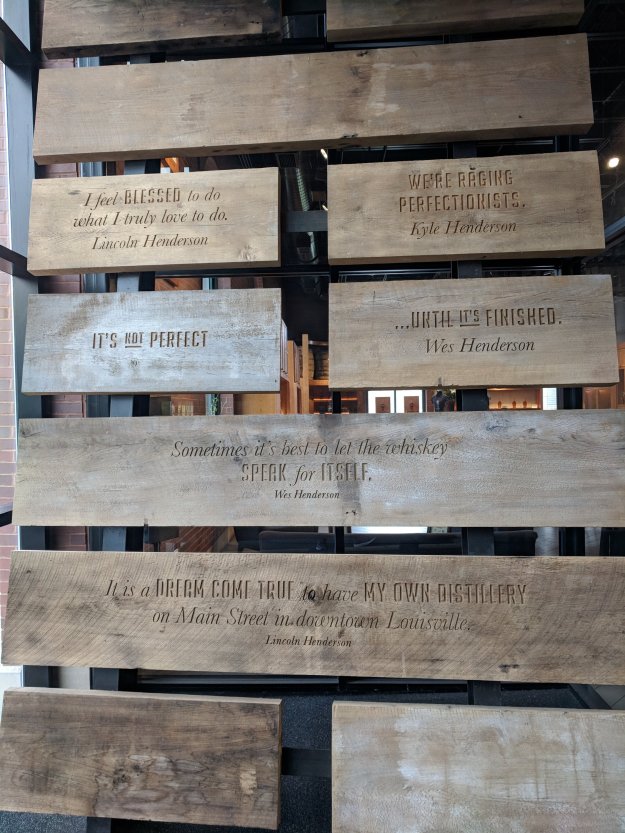 I feel BLESSED to do
what I truly love to do.
Lincoln Henderson
WE'RE RAGING
PERFECTIONISTS.
Kyle Henderson
IT'S NOT PERFECT
...UNTIL IT'S FINISHED.
Wes Henderson
Sometimes it's best to let the whiskey
SPEAK for ITSELF.
Wes Henderson
It is a DREAM COME TRUE to have MY OWN DISTILLERY
on Main Street in downtown Louisville.
Lincoln Henderson